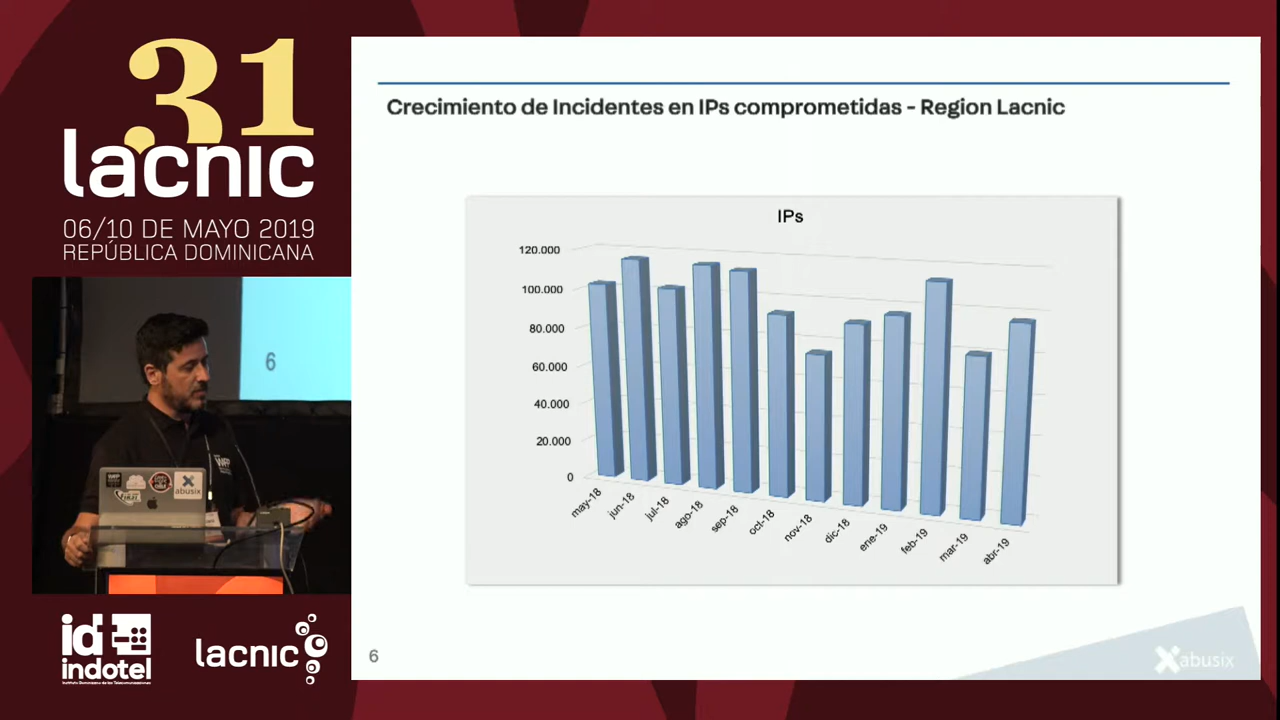 31
lacnic
06/10 DE MAYO 2019
REPÚBLICA DOMINICANA
6
abusix
id
indotel
Instituto Dominicano de las Telecomunicaciones
lacnic
Crecimiento de Incidentes en IPs comprometidas - Region Lacnic
IPs
120.000
100.000
80.000
60.000
40.000
20.000
0
may-18
jun-18
jul-18
ago-18
sep-18
oct-18
nov-18
dic-18
ene-19
feb-19
mar-19
abr-19
6
abusix